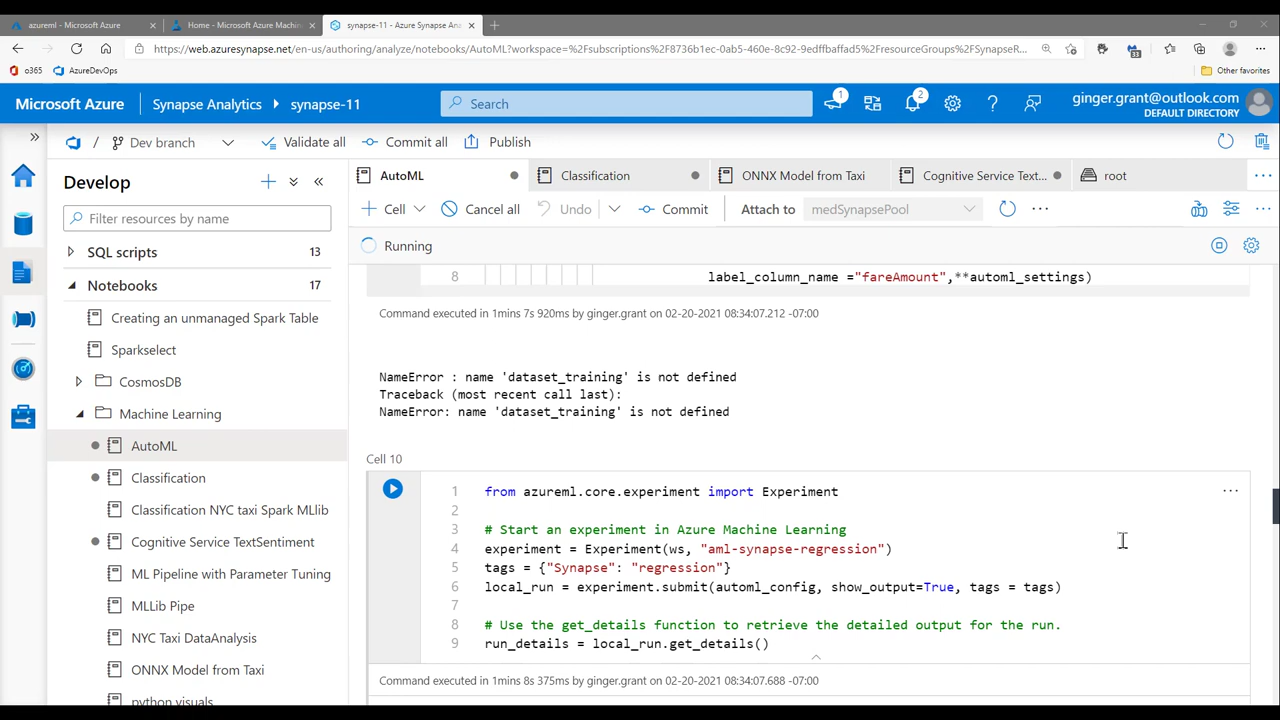 azureml - Microsoft Azure
Home - Microsoft Azure Machin
synapse-11 - Azure Synapse Ana
https://web.azuresynapse.net/en-us/authoring/analyze/notebooks/AutoML?workspace=%2Fsubscriptions%2F8736b1ec-0ab5-460e-8c92-9edffbaffad5%2FresourceGroups%2FSynapseR...
33
o365
AzureDevOps
Other favorites
Microsoft Azure
Synapse Analytics
synapse-11
Search
1
2
ginger.grant@outlook.com
DEFAULT DIRECTORY
/ Dev branch
Validate all
Commit all
Publish
Develop
AutoML
Classification
ONNX Model from Taxi
Cognitive Service Text...
root
Filter resources by name
Cell
Cancel all
Undo
Commit
Attach to
medSynapsePool
SQL scripts 13
Notebooks 17
Creating an unmanaged Spark Table
Sparkselect
CosmosDB
Machine Learning
AutoML
Classification
Classification NYC taxi Spark MLlib
Cognitive Service TextSentiment
ML Pipeline with Parameter Tuning
MLLib Pipe
NYC Taxi DataAnalysis
ONNX Model from Taxi
python visuals
Running
8 label_column_name ="fareAmount",**automl_settings)
Command executed in 1mins 7s 920ms by ginger.grant on 02-20-2021 08:34:07.212 -07:00
NameError : name 'dataset_training' is not defined
Traceback (most recent call last):
NameError: name 'dataset_training' is not defined
Cell 10
1 from azureml.core.experiment import Experiment
2
3 # Start an experiment in Azure Machine Learning
4 experiment = Experiment(ws, "aml-synapse-regression")
5 tags = {"Synapse": "regression"}
6 local_run = experiment.submit(automl_config, show_output=True, tags = tags)
7
8 # Use the get_details function to retrieve the detailed output for the run.
9 run_details = local_run.get_details()
Command executed in 1mins 8s 375ms by ginger.grant on 02-20-2021 08:34:07.688 -07:00